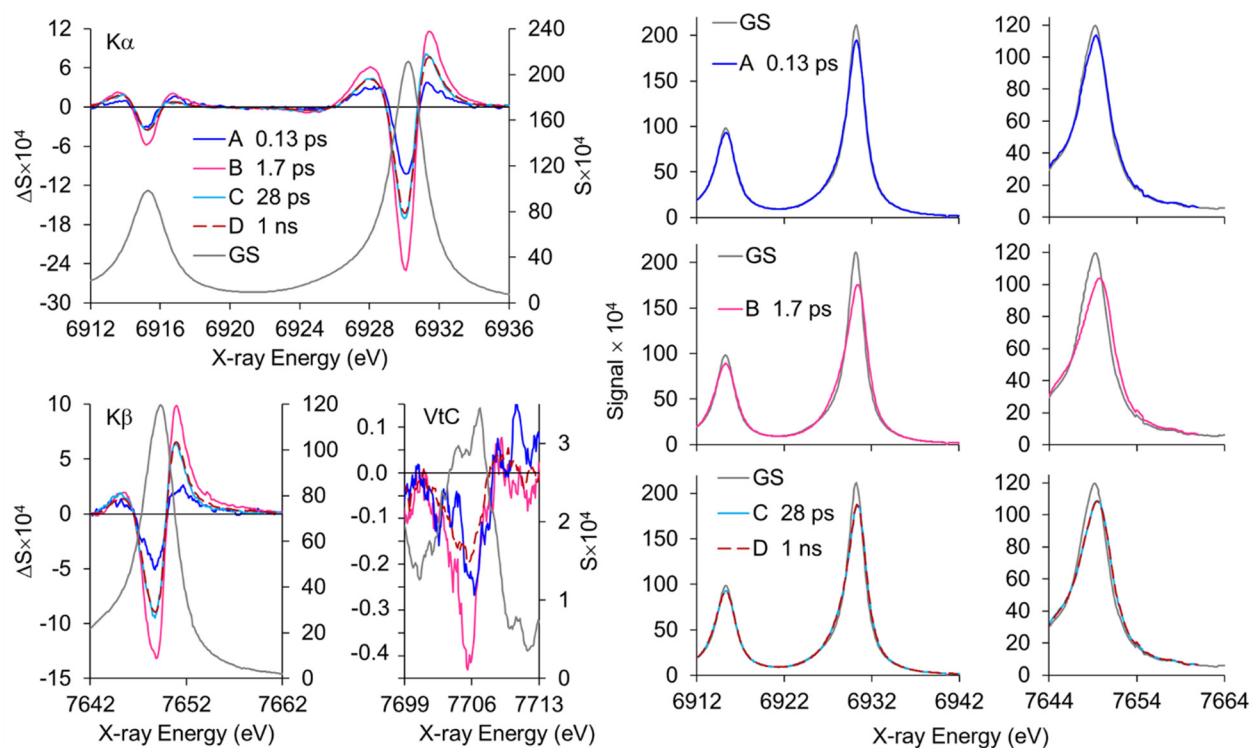 Kα
12
6
0
-6
-12
-18
-24
-30
ΔS×10⁴
240
200
160
120
80
40
0
S×10⁴
A 0.13 ps
B 1.7 ps
C 28 ps
D 1 ns
GS
6912 6916 6920 6924 6928 6932 6936
X-ray Energy (eV)
Kβ
10
5
0
-5
-10
-15
ΔS×10⁴
120
100
80
60
40
20
0
7642 7652 7662
X-ray Energy (eV)
VtC
0.1
0.0
-0.1
-0.2
-0.3
-0.4
3
2
1
0
S×10⁴
7699 7706 7713
X-ray Energy (eV)
Signal × 10⁴
200
150
100
50
0
GS
A 0.13 ps
120
100
80
60
40
20
0
200
150
100
50
0
GS
B 1.7 ps
120
100
80
60
40
20
0
200
150
100
50
0
GS
C 28 ps
D 1 ns
120
100
80
60
40
20
0
6912 6922 6932 6942
7644 7654 7664
X-ray Energy (eV)